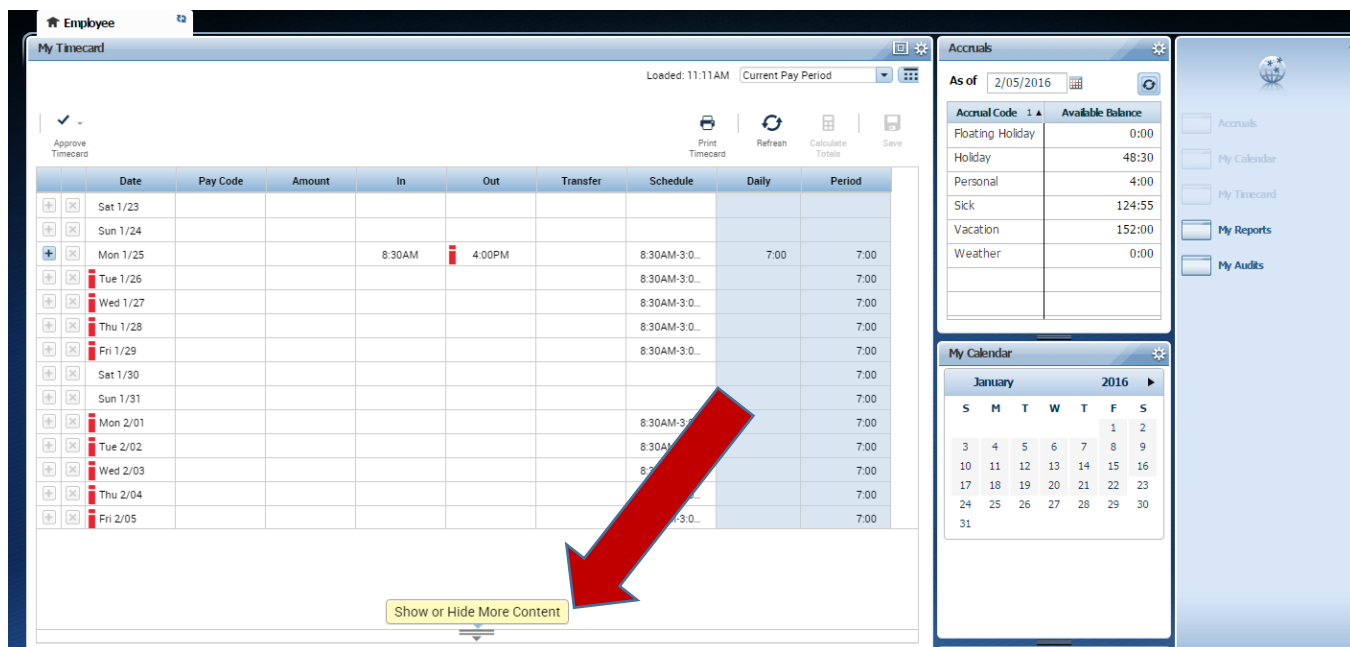 Employee
My Timecard
Loaded: 11:11AM Current Pay Period
Approve Timecard
Print Timecard
Refresh
Calculate Totals
Save
Date Pay Code Amount In Out Transfer Schedule Daily Period
Sat 1/23
Sun 1/24
Mon 1/25 8:30AM 4:00PM 8:30AM-3:0... 7:00 7:00
Tue 1/26 8:30AM-3:0... 7:00
Wed 1/27 8:30AM-3:0... 7:00
Thu 1/28 8:30AM-3:0... 7:00
Fri 1/29 8:30AM-3:0... 7:00
Sat 1/30 7:00
Sun 1/31 7:00
Mon 2/01 8:30AM-3: 7:00
Tue 2/02 8:30A 7:00
Wed 2/03 7:00
Thu 2/04 7:00
Fri 2/05 -3:0... 7:00
Show or Hide More Content
Accruals
As of 2/05/2016
Accrual Code 1 Available Balance
Floating Holiday 0:00
Holiday 48:30
Personal 4:00
Sick 124:55
Vacation 152:00
Weather 0:00
My Calendar
January 2016
S M T W T F S
1 2
3 4 5 6 7 8 9
10 11 12 13 14 15 16
17 18 19 20 21 22 23
24 25 26 27 28 29 30
31
Accruals
My Calendar
My Timecard
My Reports
My Audits